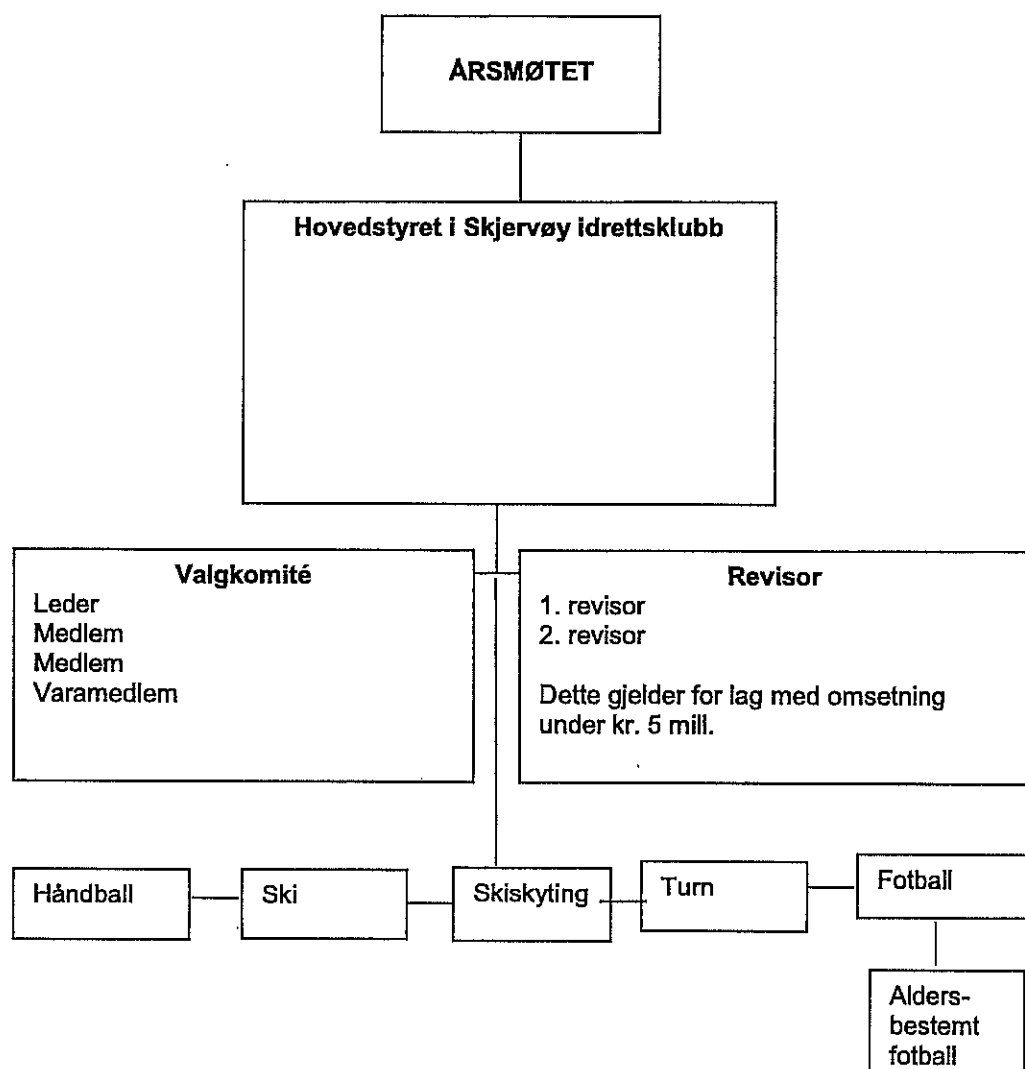 ÅRSMØTET
Hovedstyret i Skjervøy idrettsklubb
Valgkomité
Leder
Medlem
Medlem
Varamedlem
Revisor
1. revisor
2. revisor
Dette gjelder for lag med omsetning
under kr. 5 mill.
Håndball
Ski
Skiskyting
Turn
Fotball
Alders-
bestemt
fotball